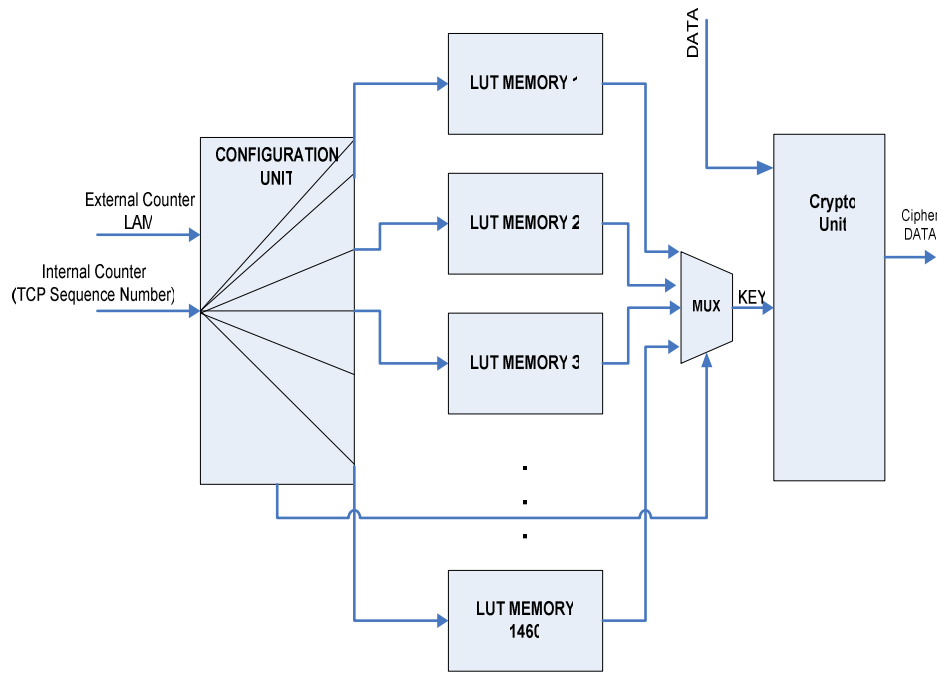 DATA
LUT MEMORY 1
CONFIGURATION
UNIT
External Counter
LAM
Internal Counter
(TCP Sequence Number)
LUT MEMORY 2
LUT MEMORY 3
MUX
KEY
Crypto
Unit
Cipher
DATA
LUT MEMORY
1460